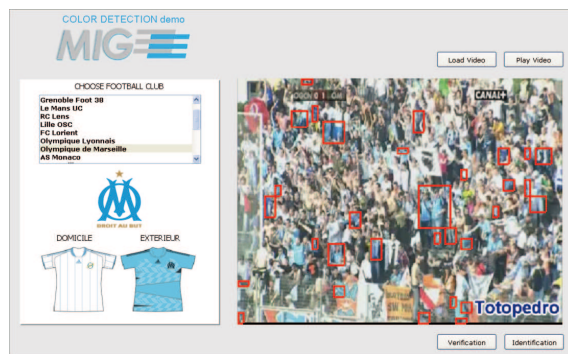 COLOR DETECTION demo
MIG
Load Video
Play Video
CHOOSE FOOTBALL CLUB
Grenoble Foot 38
Le Mans UC
RC Lens
Lille OSC
FC Lorient
Olympique Lyonnais
Olympique de Marseille
AS Monaco
DROIT AU BUT
DOMICILE
EXTERIEUR
CANAL+
Totopedro
Verification
Identification